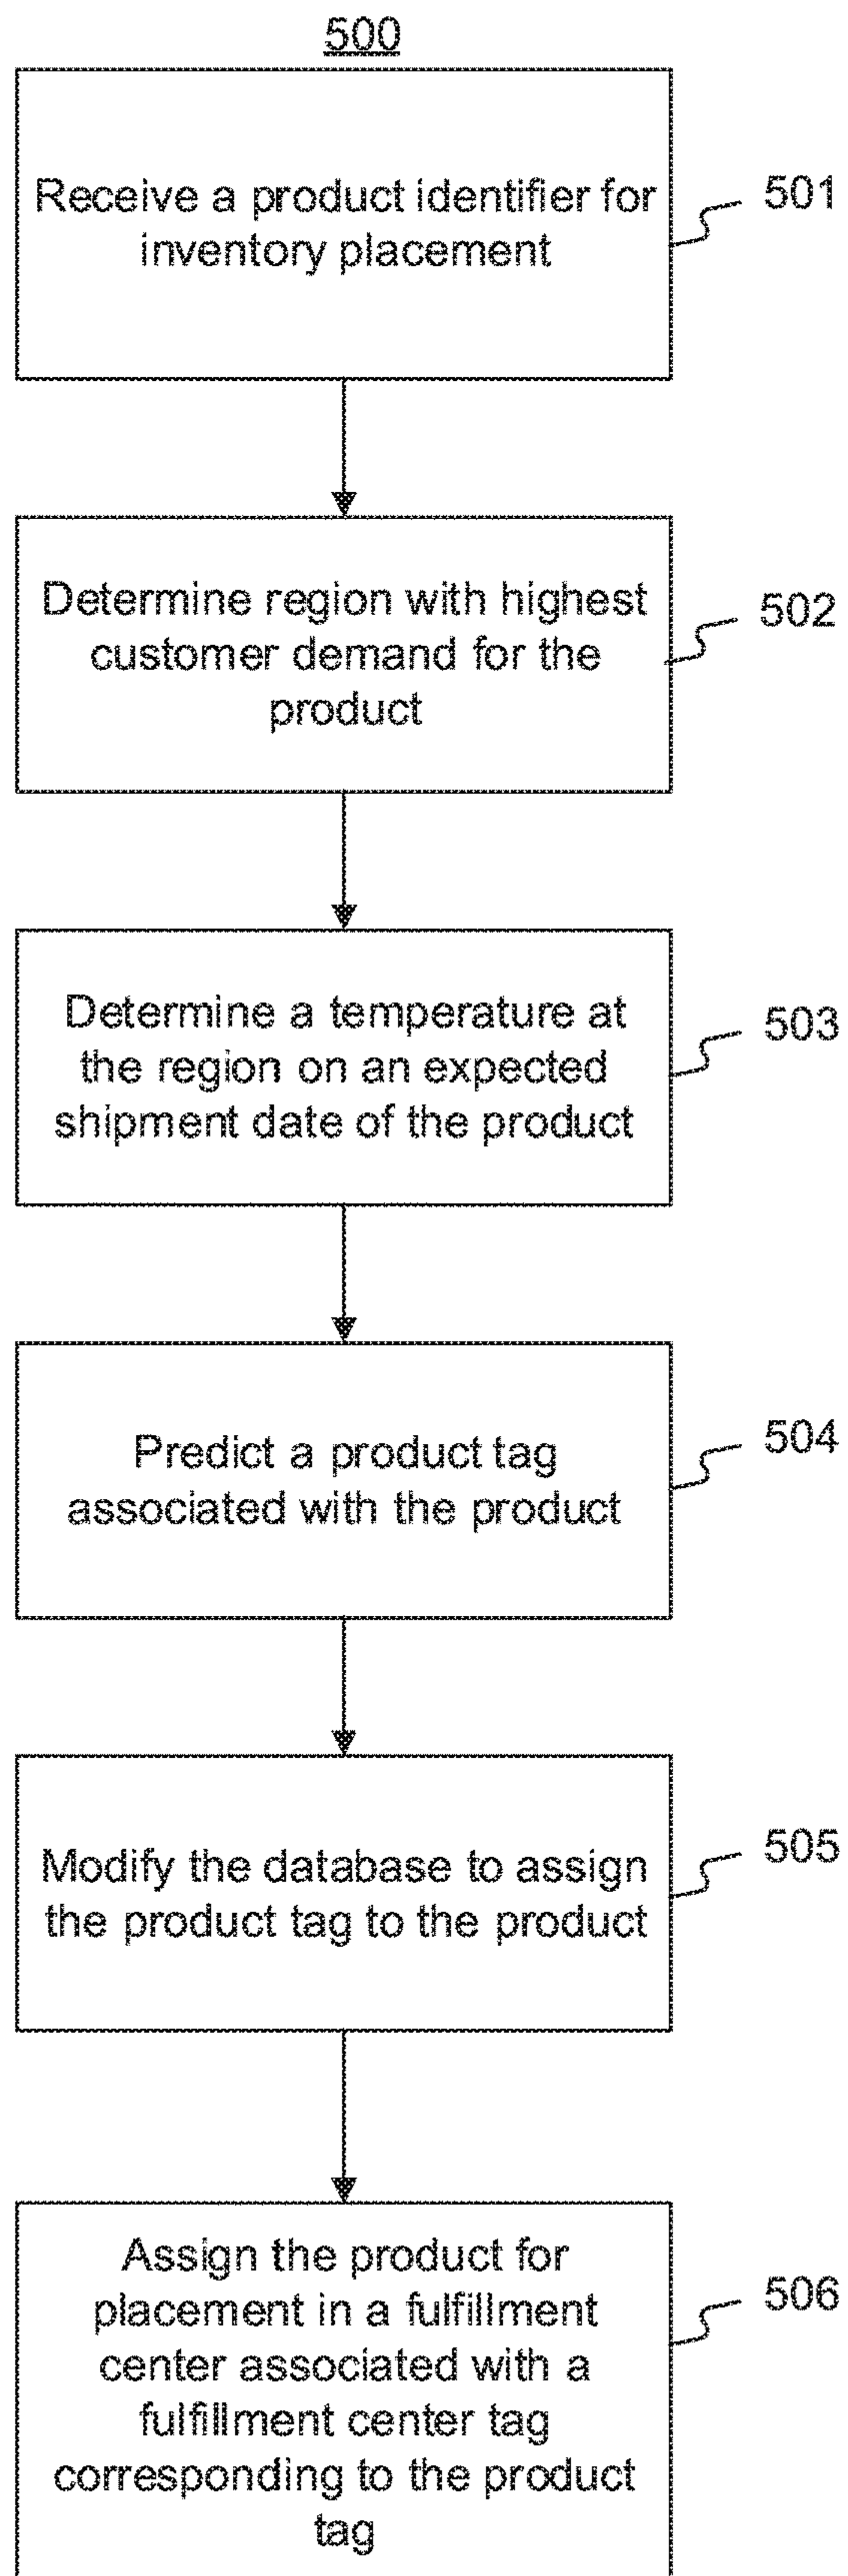 500
Receive a product identifier for
inventory placement
501
Determine region with highest
customer demand for the
product
502
Determine a temperature at
the region on an expected
shipment date of the product
503
Predict a product tag
associated with the product
504
Modify the database to assign
the product tag to the product
505
Assign the product for
placement in a fulfillment
center associated with a
fulfillment center tag
corresponding to the product
tag
506